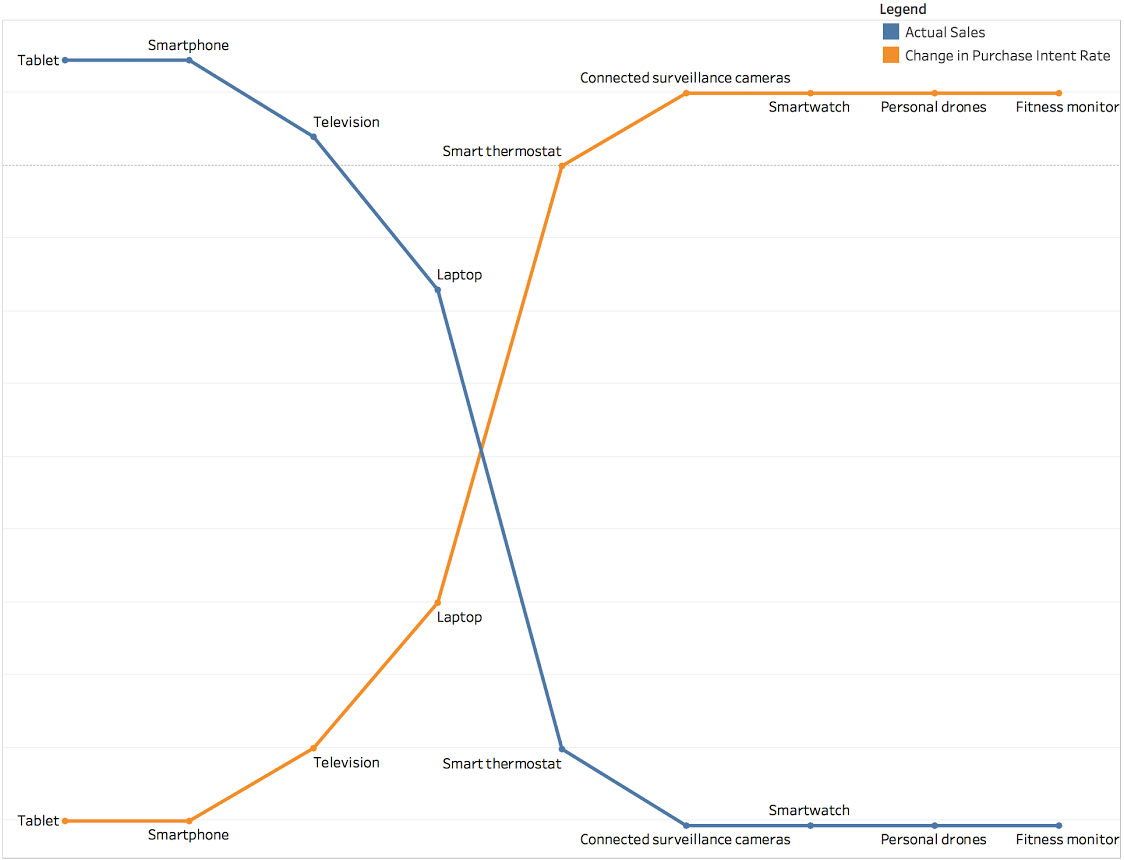 Legend
Actual Sales
Change in Purchase Intent Rate
Smartphone
Tablet
Connected surveillance cameras
Smartwatch
Personal drones
Fitness monitor
Television
Smart thermostat
Laptop
Laptop
Television
Smart thermostat
Smartwatch
Tablet
Smartphone
Connected surveillance cameras
Personal drones
Fitness monitor